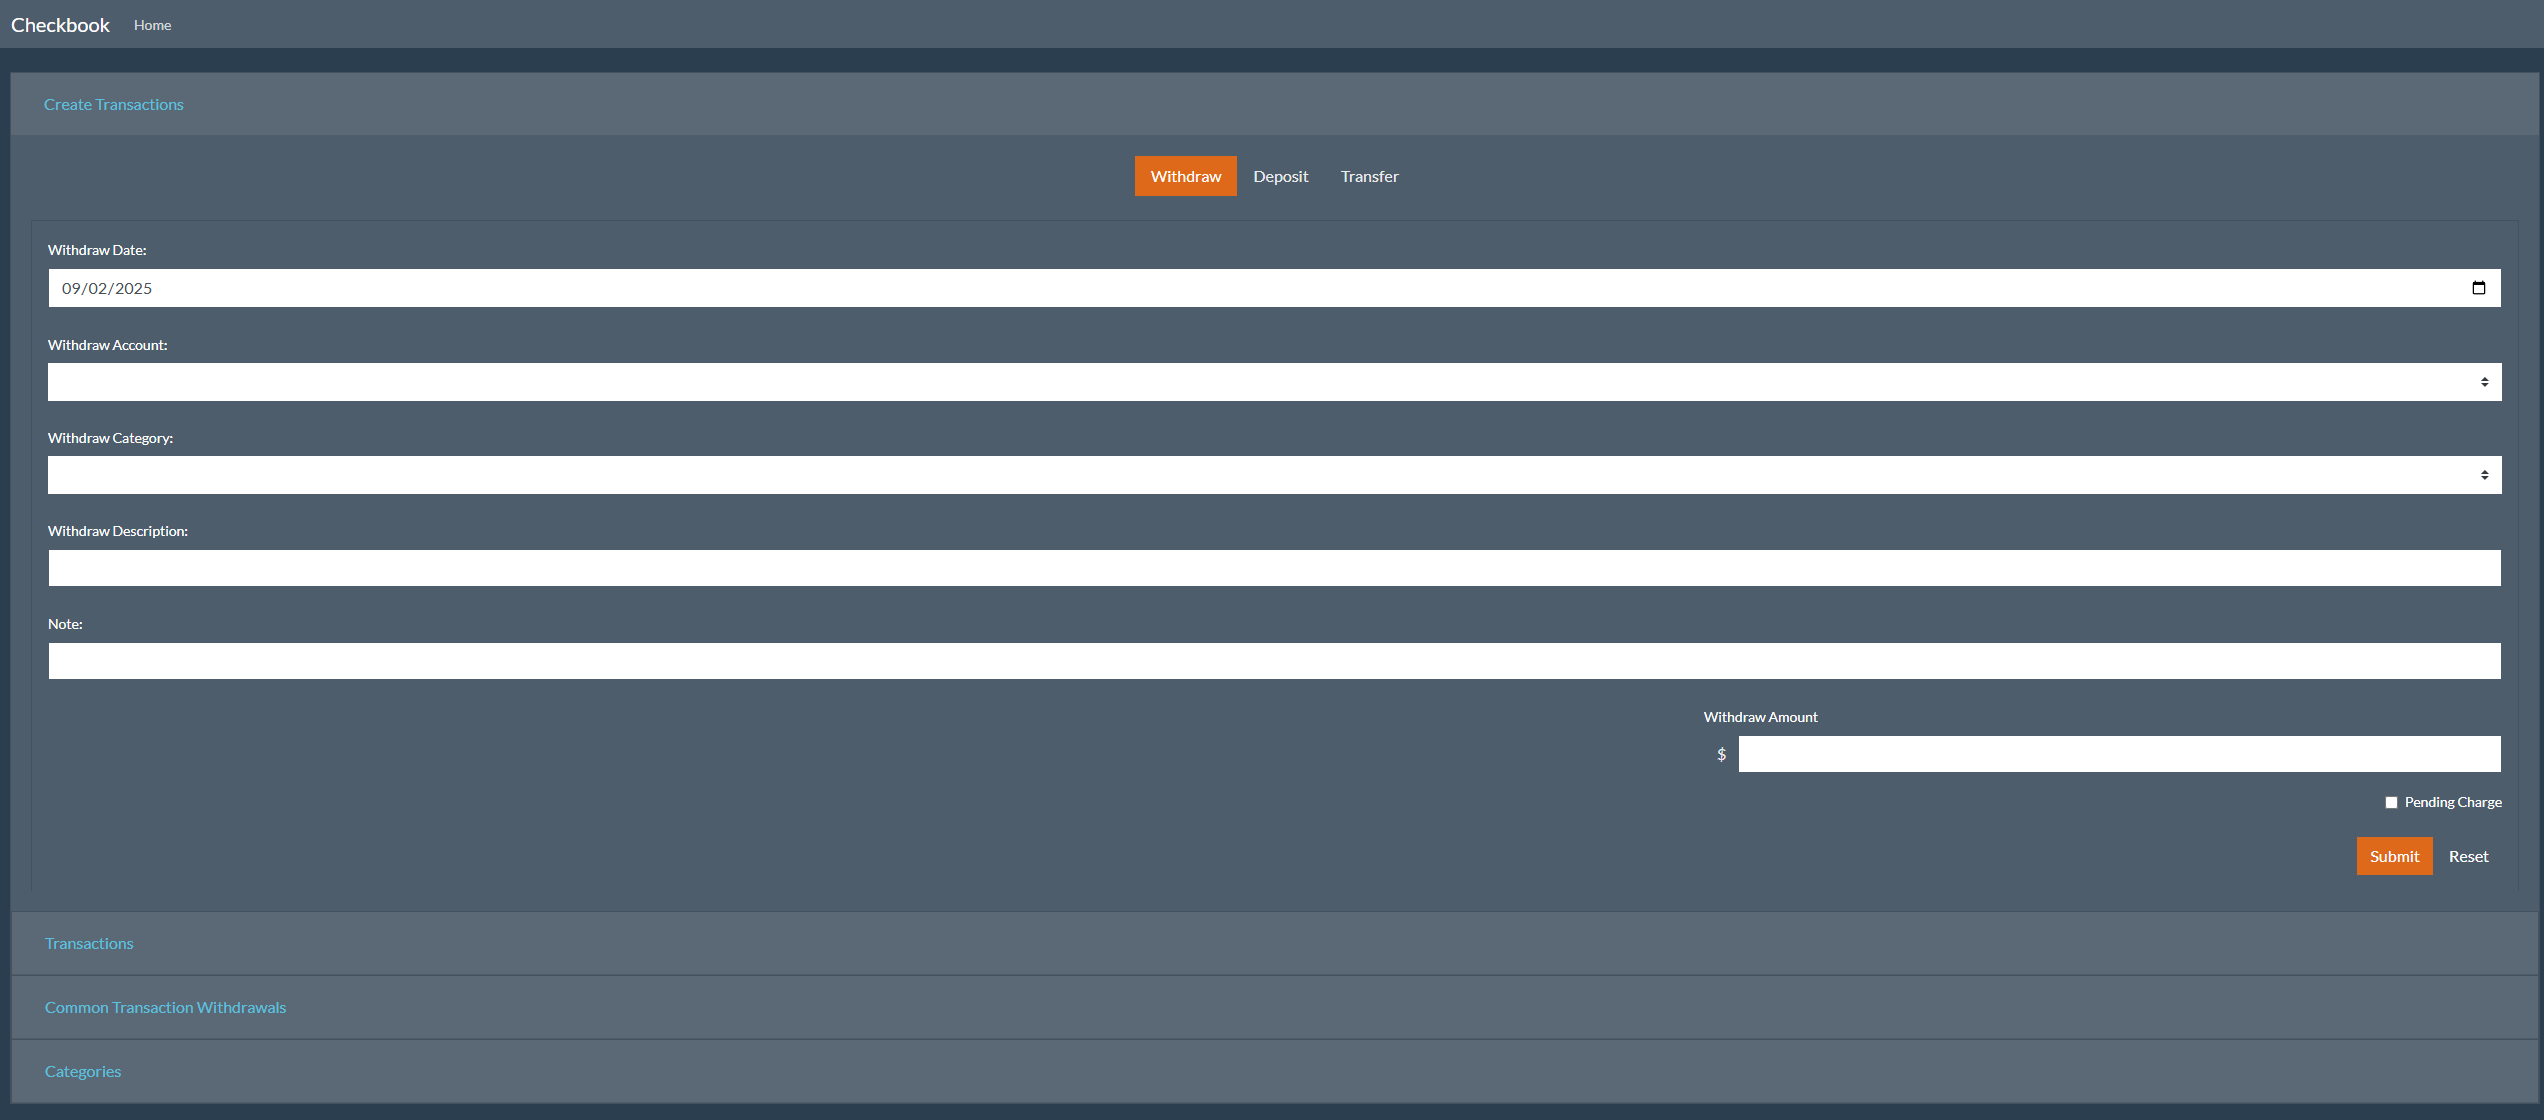 Checkbook Home
Create Transactions
Withdraw Deposit Transfer
Withdraw Date:
09/02/2025
Withdraw Account:
Withdraw Category:
Withdraw Description:
Note:
Withdraw Amount
$
Pending Charge
Submit Reset
Transactions
Common Transaction Withdrawals
Categories